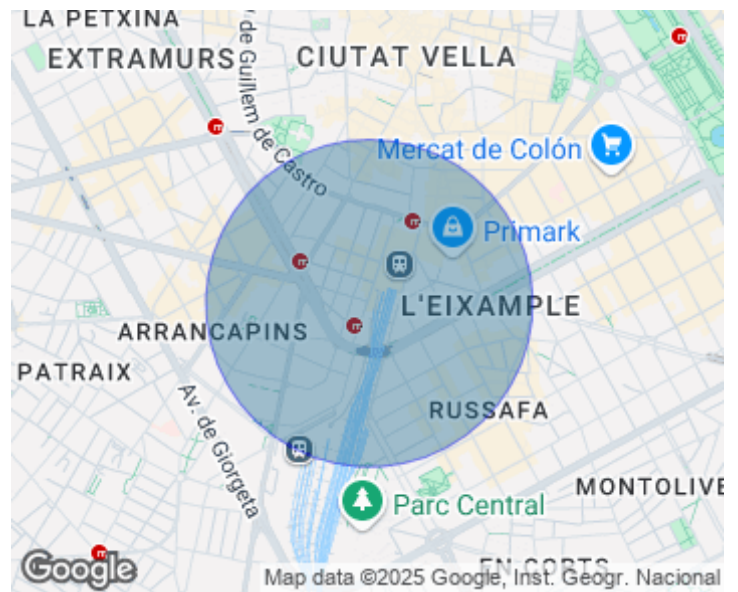 LA PETXINA
EXTRAMURS
CIUTAT VELLA
de Guillem de Castro
Mercat de Colón
Primark
L'EIXAMPLE
ARRANCAPINS
PATRAIX
Av. de Giorgeta
RUSSAFA
MONTOLIVE
Parc Central
EN CORTS
Google
Map data ©2025 Google, Inst. Geogr. Nacional